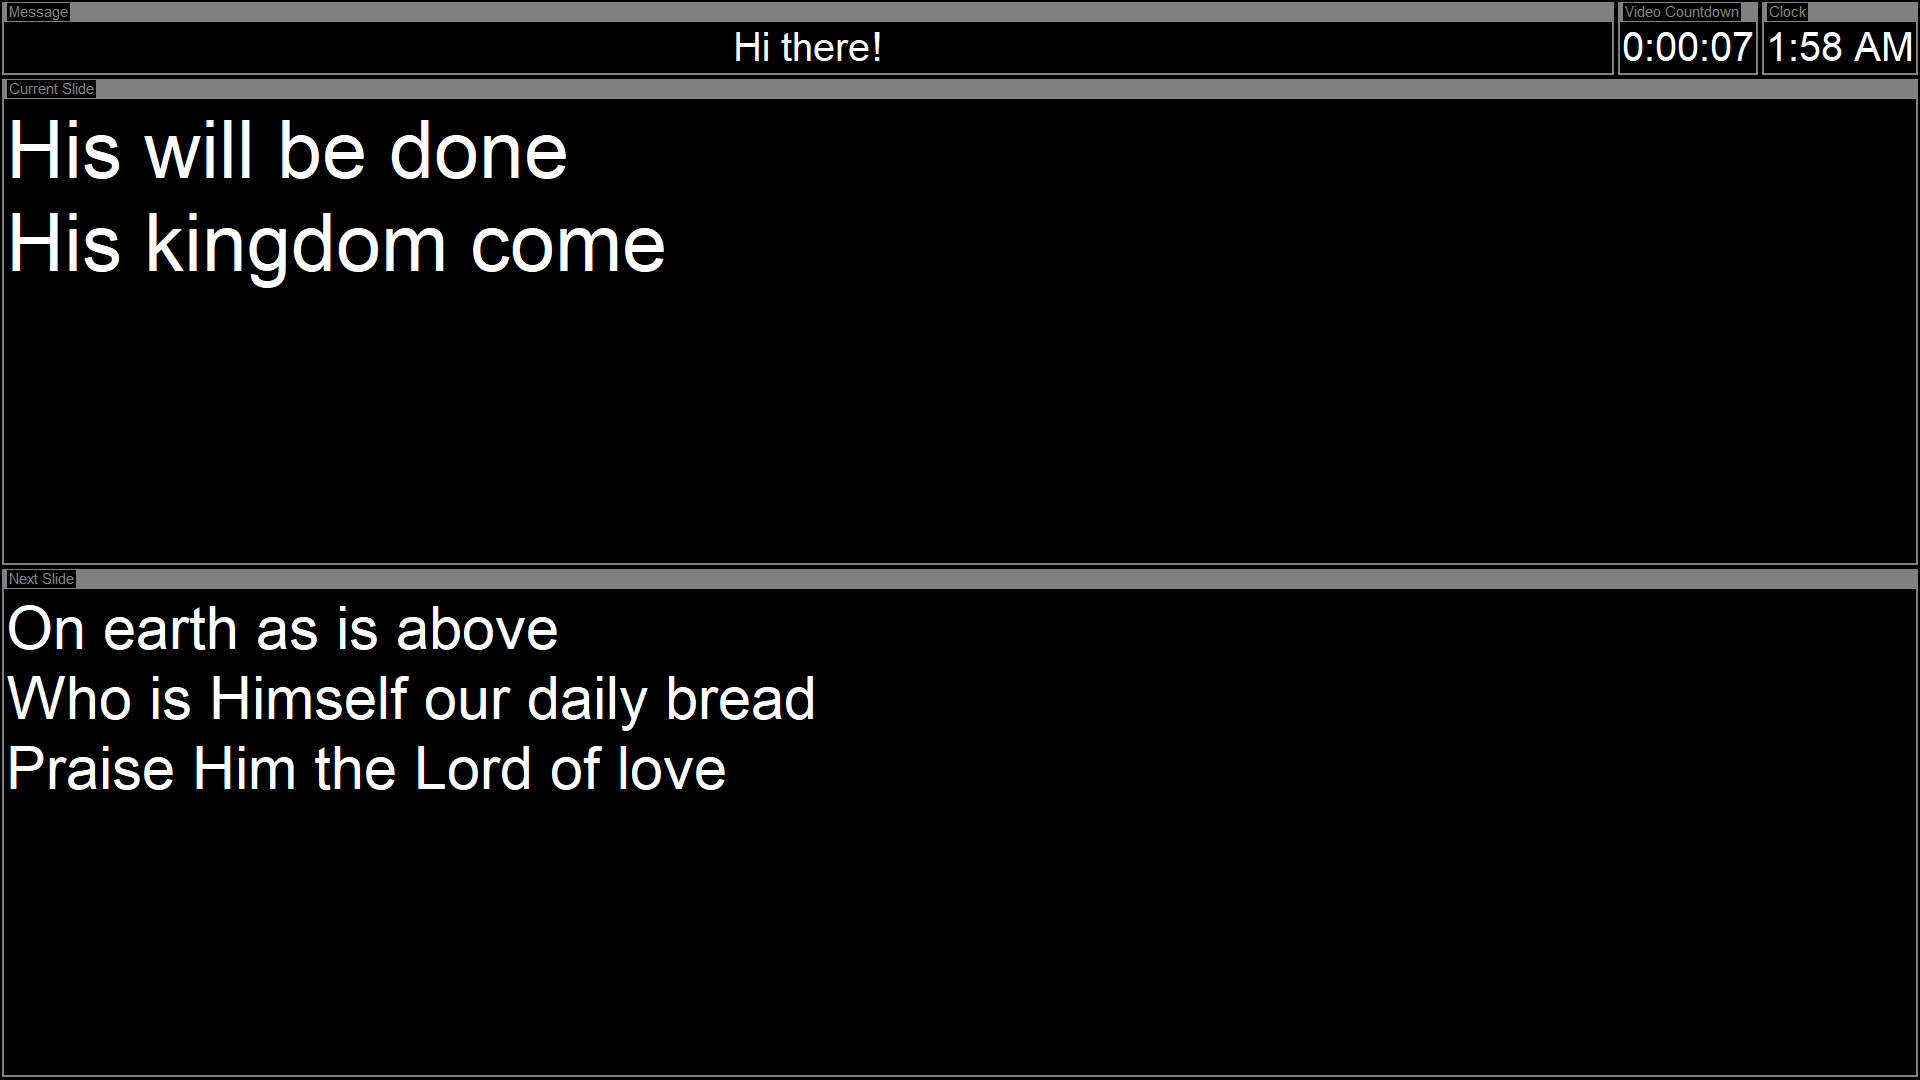 Message
Hi there!
Video Countdown
0:00:07
Clock
1:58 AM
Current Slide
His will be done
His kingdom come
Next Slide
On earth as is above
Who is Himself our daily bread
Praise Him the Lord of love